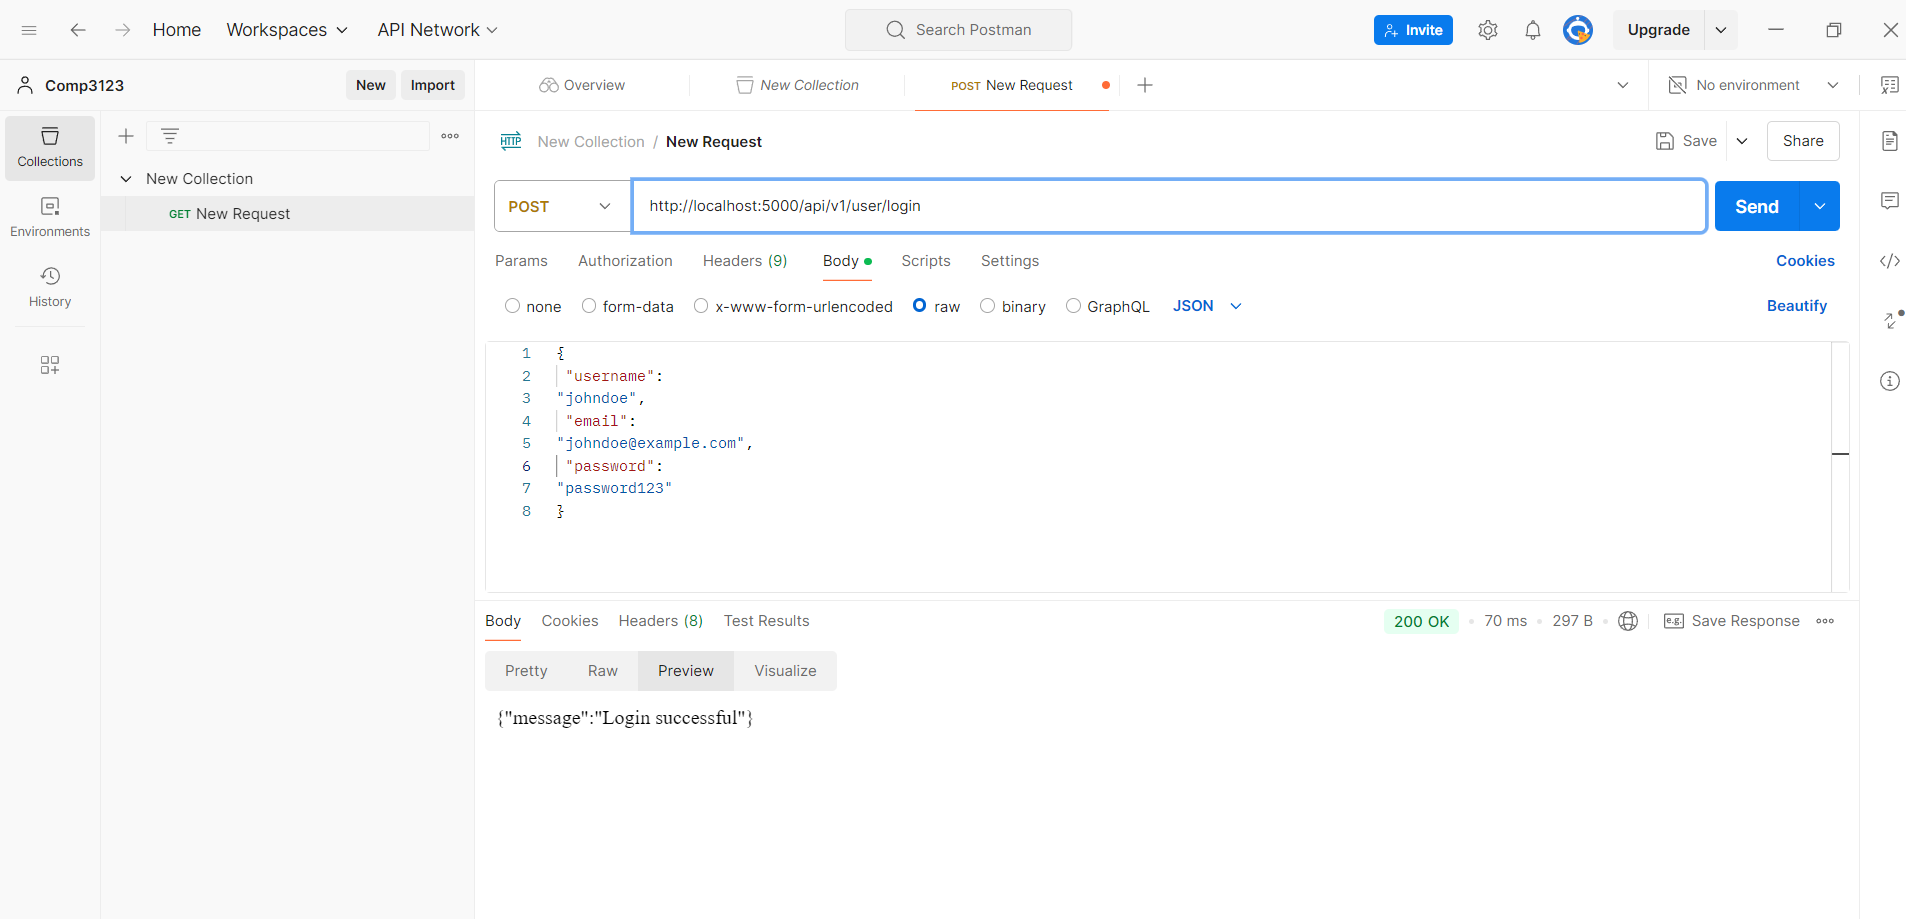 Home Workspaces API Network Search Postman Invite Upgrade
Comp3123 New Import Overview New Collection POST New Request No environment
Collections
New Collection
GET New Request
Environments
History
HTTP New Collection / New Request Save Share
POST http://localhost:5000/api/v1/user/login Send
Params Authorization Headers (9) Body Scripts Settings Cookies
none form-data x-www-form-urlencoded raw binary GraphQL JSON Beautify
1 {
2 "username":
3 "johndoe",
4 "email":
5 "johndoe@example.com",
6 "password":
7 "password123"
8 }
Body Cookies Headers (8) Test Results 200 OK 70 ms 297 B e.g. Save Response
Pretty Raw Preview Visualize
{"message":"Login successful"}